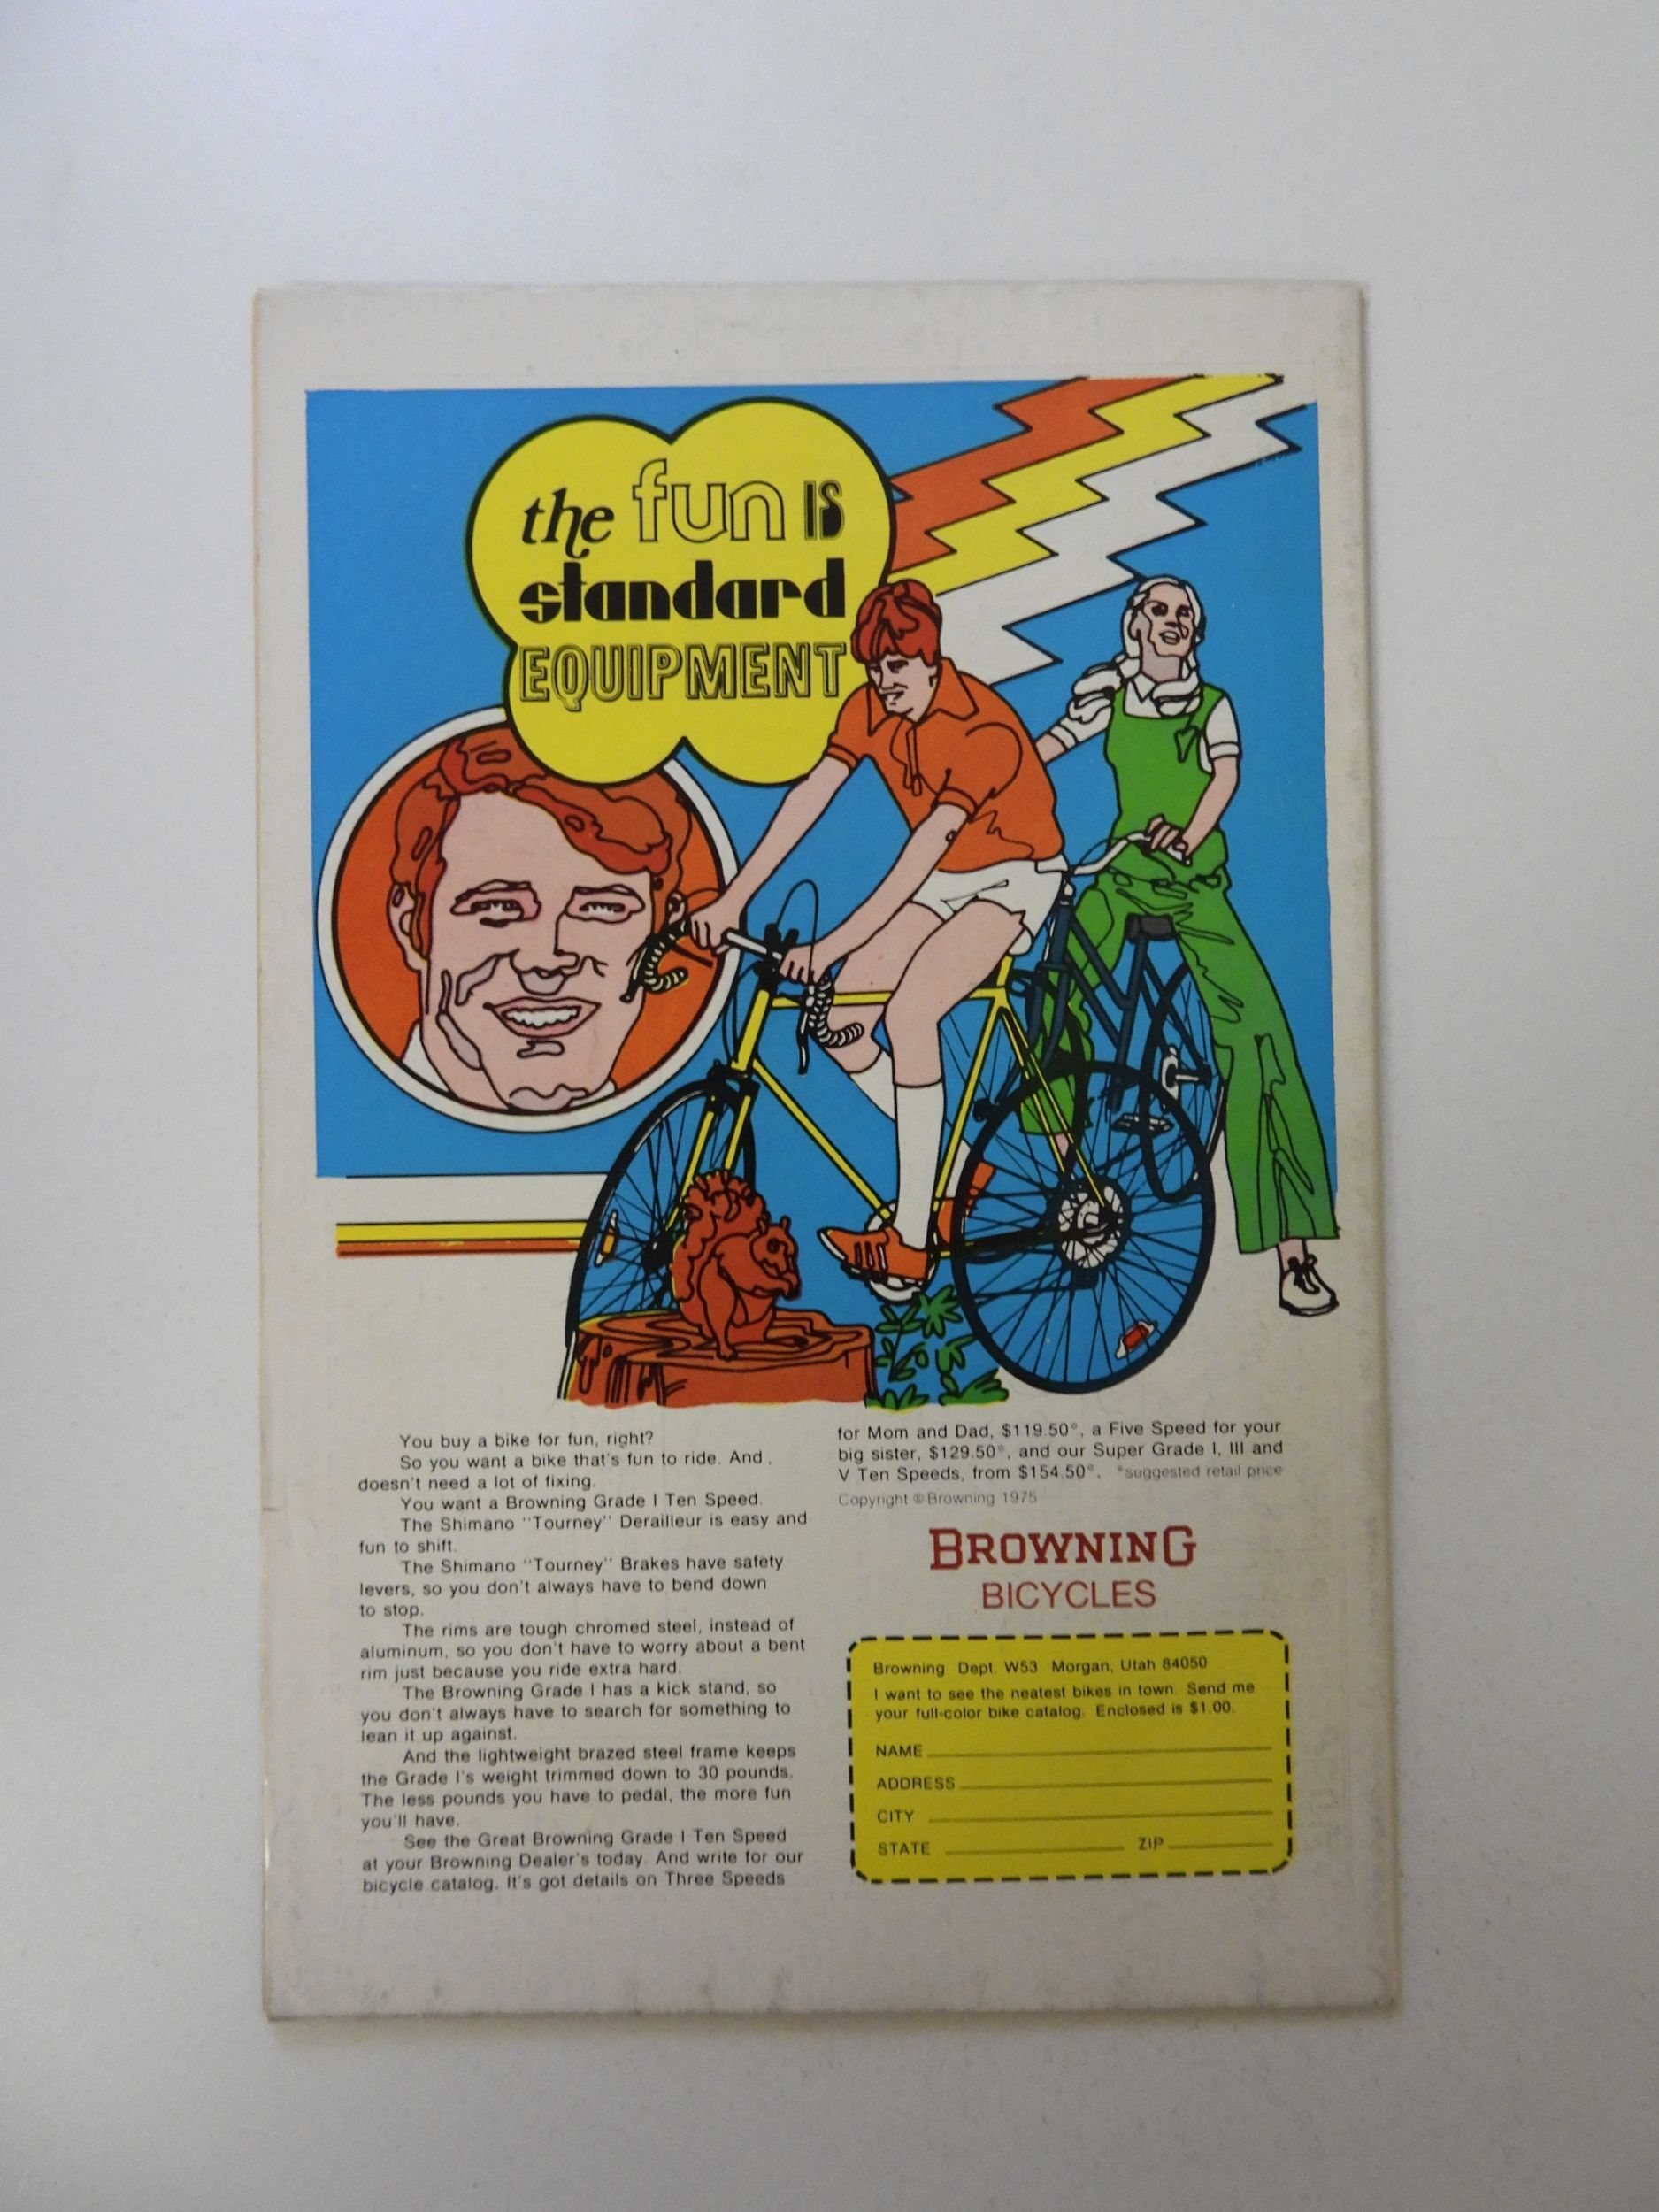 the fun IS
standard
EQUIPMENT
You buy a bike for fun, right?
So you want a bike that's fun to ride. And,
doesn't need a lot of fixing.
You want a Browning Grade I Ten Speed.
The Shimano "Tourney" Derailleur is easy and
fun to shift.
The Shimano "Tourney" Brakes have safety
levers, so you don't always have to bend down
to stop.
The rims are tough chromed steel, instead of
aluminum, so you don't have to worry about a bent
rim just because you ride extra hard.
The Browning Grade I has a kick stand, so
you don't always have to search for something to
lean it up against.
And the lightweight brazed steel frame keeps
the Grade I's weight trimmed down to 30 pounds.
The less pounds you have to pedal, the more fun
you'll have.
See the Great Browning Grade I Ten Speed
at your Browning Dealer's today. And write for our
bicycle catalog. It's got details on Three Speeds
for Mom and Dad, $119.50*, a Five Speed for your
big sister, $129.50*, and our Super Grade I, III and
V Ten Speeds, from $154.50*. *suggested retail price
Copyright © Browning 1975
BROWNING
BICYCLES
Browning Dept. W53 Morgan, Utah 84050
I want to see the neatest bikes in town. Send me
your full-color bike catalog. Enclosed is $1.00.
NAME
ADDRESS
CITY
STATE ZIP